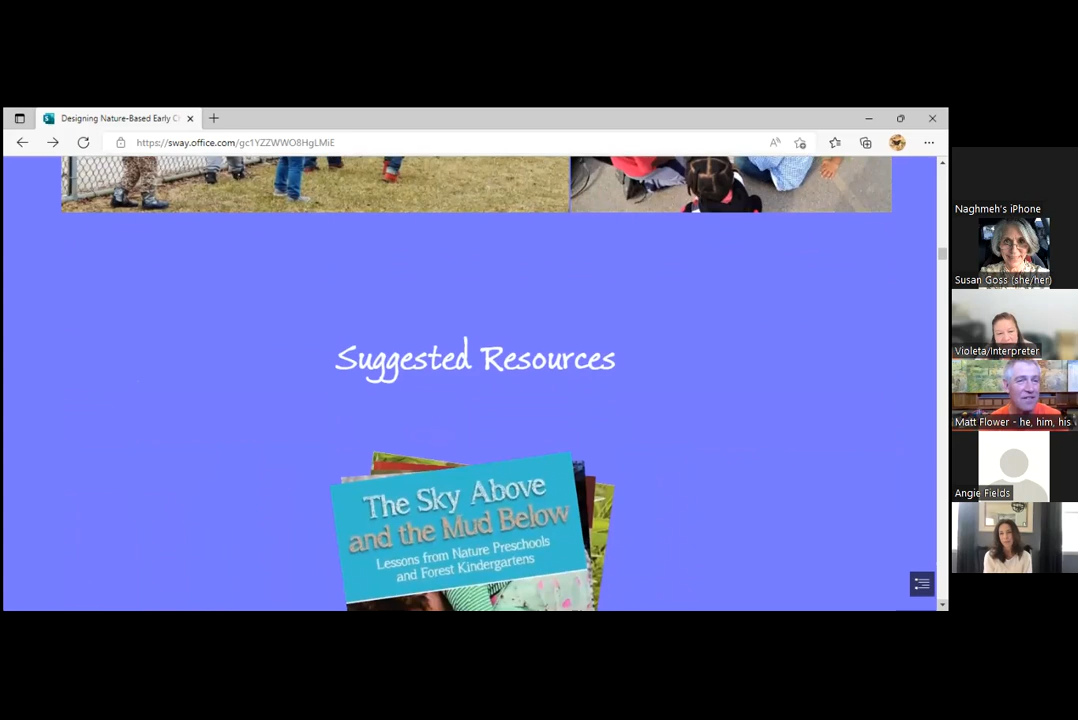 Designing Nature-Based Early C
https://sway.office.com/gc1YZZWWO8HgLMiE
Suggested Resources
The Sky Above
and the Mud Below
Lessons from Nature Preschools
and Forest Kindergartens
Naghmeh's iPhone
Susan Goss (she/her)
Violeta/Interpreter
Matt Flower - he, him, his
Angie Fields